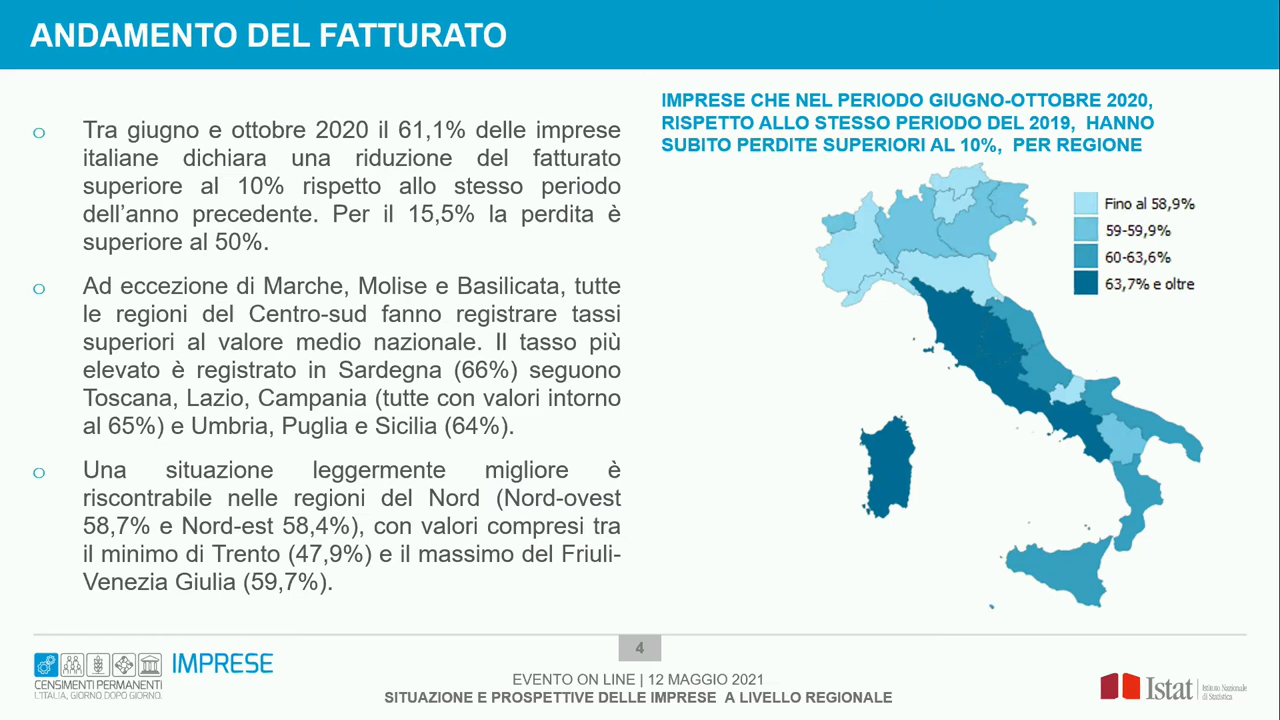 ANDAMENTO DEL FATTURATO
o Tra giugno e ottobre 2020 il 61,1% delle imprese
italiane dichiara una riduzione del fatturato
superiore al 10% rispetto allo stesso periodo
dell'anno precedente. Per il 15,5% la perdita è
superiore al 50%.
o Ad eccezione di Marche, Molise e Basilicata, tutte
le regioni del Centro-sud fanno registrare tassi
superiori al valore medio nazionale. Il tasso più
elevato è registrato in Sardegna (66%) seguono
Toscana, Lazio, Campania (tutte con valori intorno
al 65%) e Umbria, Puglia e Sicilia (64%).
o Una situazione leggermente migliore è
riscontrabile nelle regioni del Nord (Nord-ovest
58,7% e Nord-est 58,4%), con valori compresi tra
il minimo di Trento (47,9%) e il massimo del Friuli-
Venezia Giulia (59,7%).
IMPRESE CHE NEL PERIODO GIUGNO-OTTOBRE 2020,
RISPETTO ALLO STESSO PERIODO DEL 2019, HANNO
SUBITO PERDITE SUPERIORI AL 10%, PER REGIONE
Fino al 58,9%
59-59,9%
60-63,6%
63,7% e oltre
IMPRESE
CENSIMENTI PERMANENTI
L'ITALIA, GIORNO DOPO GIORNO.
4
EVENTO ON LINE | 12 MAGGIO 2021
SITUAZIONE E PROSPETTIVE DELLE IMPRESE A LIVELLO REGIONALE
Istat
Istituto Nazionale
di Statistica